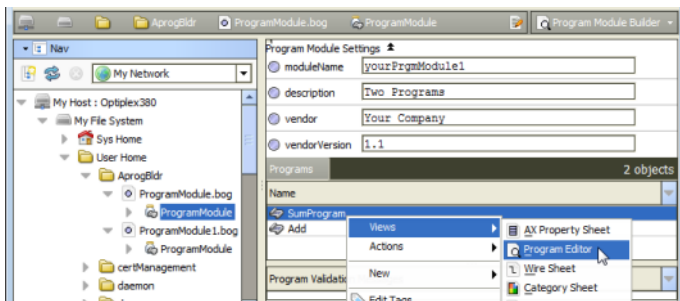 AprogBldr ProgramModule.bog ProgramModule Program Module Builder
Nav
My Network
My Host : Optiplex380
My File System
Sys Home
User Home
AprogBldr
ProgramModule.bog
ProgramModule
ProgramModule1.bog
ProgramModule
certManagement
daemon
Program Module Settings
moduleName yourPrgmModule1
description Two Programs
vendor Your Company
vendorVersion 1.1
Programs 2 objects
Name
SumProgram
Add
Program Validatio
Views
Actions
New
Edit Tags
AX Property Sheet
Program Editor
Wire Sheet
Category Sheet